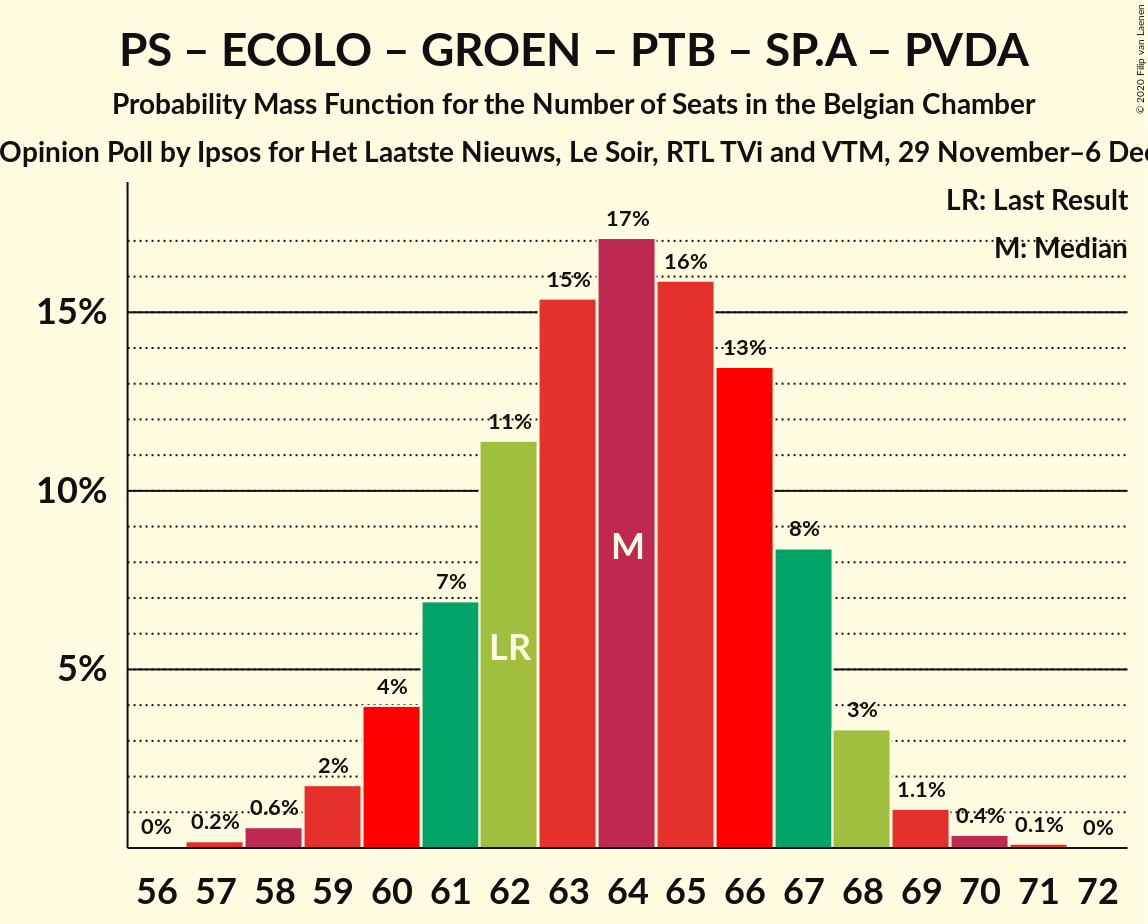 PS – ECOLO – GROEN – PTB – SP.A – PVDA
Probability Mass Function for the Number of Seats in the Belgian Chamber
Opinion Poll by Ipsos for Het Laatste Nieuws, Le Soir, RTL TVi and VTM, 29 November–6 De
© 2020 Filip van Laenen
LR: Last Result
M: Median
15%
10%
5%
0% 0.2% 0.6% 2% 4% 7% 11% 15% 17% 16% 13% 8% 3% 1.1% 0.4% 0.1% 0%
LR
M
56 57 58 59 60 61 62 63 64 65 66 67 68 69 70 71 72